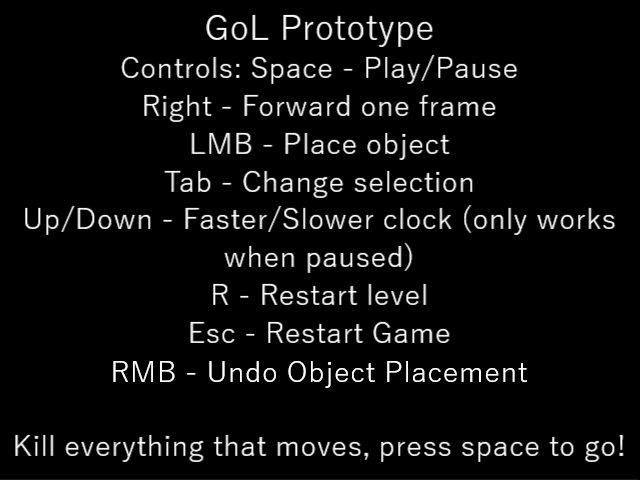 GoL Prototype
Controls: Space - Play/Pause
Right - Forward one frame
LMB - Place object
Tab - Change selection
Up/Down - Faster/Slower clock (only works
when paused)
R - Restart level
Esc - Restart Game
RMB - Undo Object Placement
Kill everything that moves, press space to go!